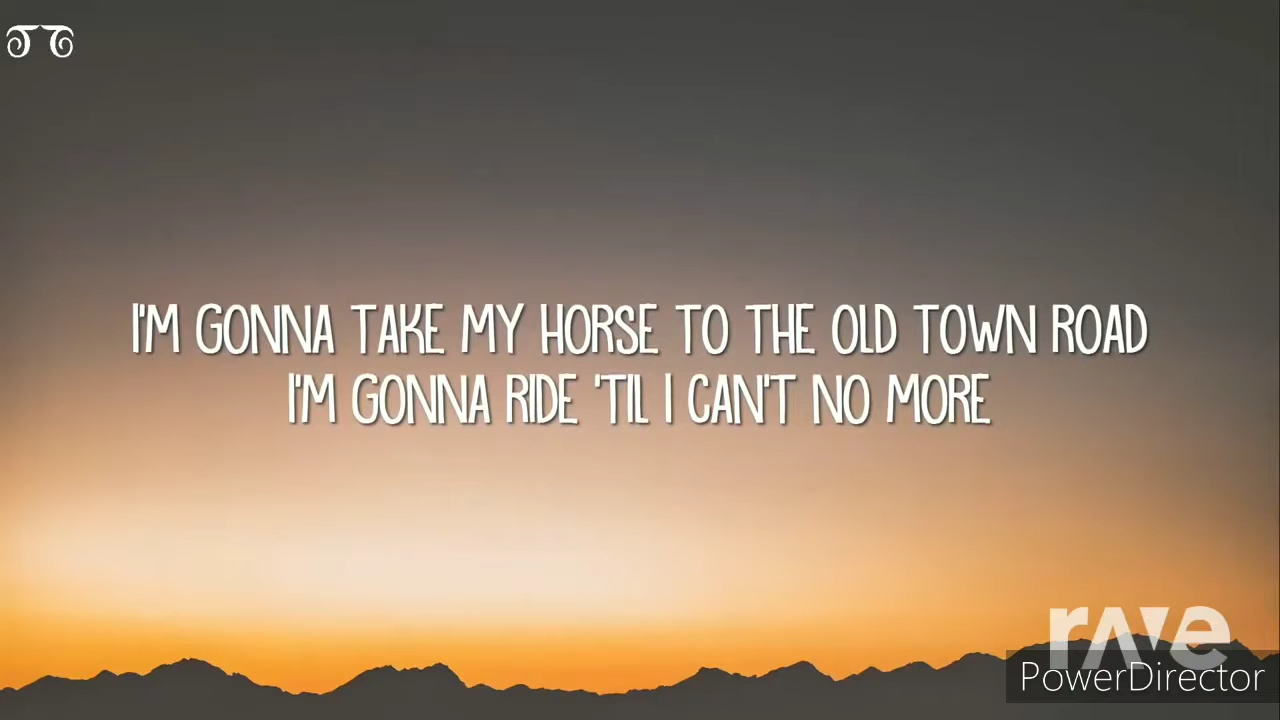 I'M GONNA TAKE MY HORSE TO THE OLD TOWN ROAD
I'M GONNA RIDE 'TIL I CAN'T NO MORE
rave
PowerDirector